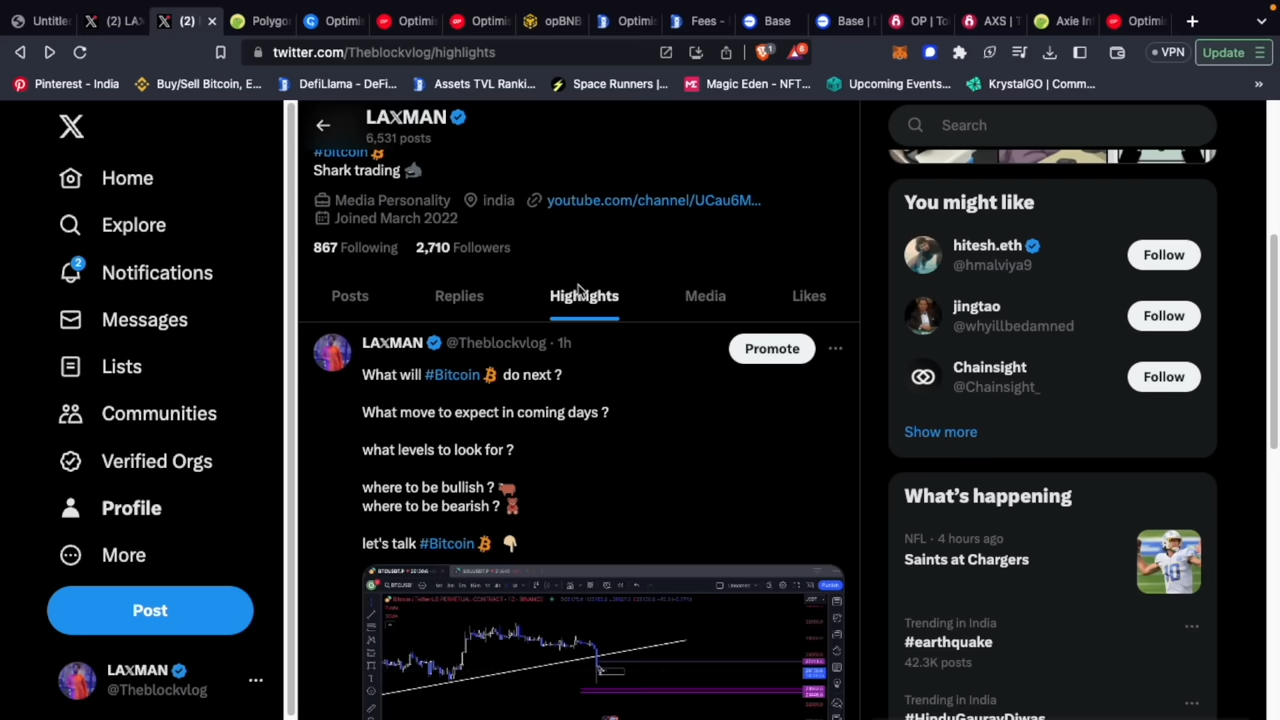 Untitle
(2) LAX
(2)
Polygo
Optimi
Optimi
Optimi
opBNB
Optimi
Fees -
Base
Base |
OP | To
AXS | T
Axie In
Optimi
twitter.com/Theblockvlog/highlights
1
6
VPN
Update
Pinterest - India
Buy/Sell Bitcoin, E...
DefiLlama - DeFi...
Assets TVL Ranki...
Space Runners |...
Magic Eden - NFT...
Upcoming Events...
KrystalGO | Comm...
»
X
Home
Explore
2
Notifications
Messages
Lists
Communities
Verified Orgs
Profile
More
Post
LAXMAN
@Theblockvlog
LAXMAN
6,531 posts
#bitcoin
Shark trading
Media Personality india youtube.com/channel/UCau6M...
Joined March 2022
867 Following 2,710 Followers
Posts
Replies
Highlights
Media
Likes
LAXMAN @Theblockvlog · 1h
Promote
What will #Bitcoin do next ?
What move to expect in coming days ?
what levels to look for ?
where to be bullish ?
where to be bearish ?
let's talk #Bitcoin
Publish
Search
You might like
hitesh.eth
@hmalviya9
Follow
jingtao
@whyillbedamned
Follow
Chainsight
@Chainsight_
Follow
Show more
What's happening
NFL · 4 hours ago
Saints at Chargers
Trending in India
#earthquake
42.3K posts
Trending in India
#HinduGauravDiwas